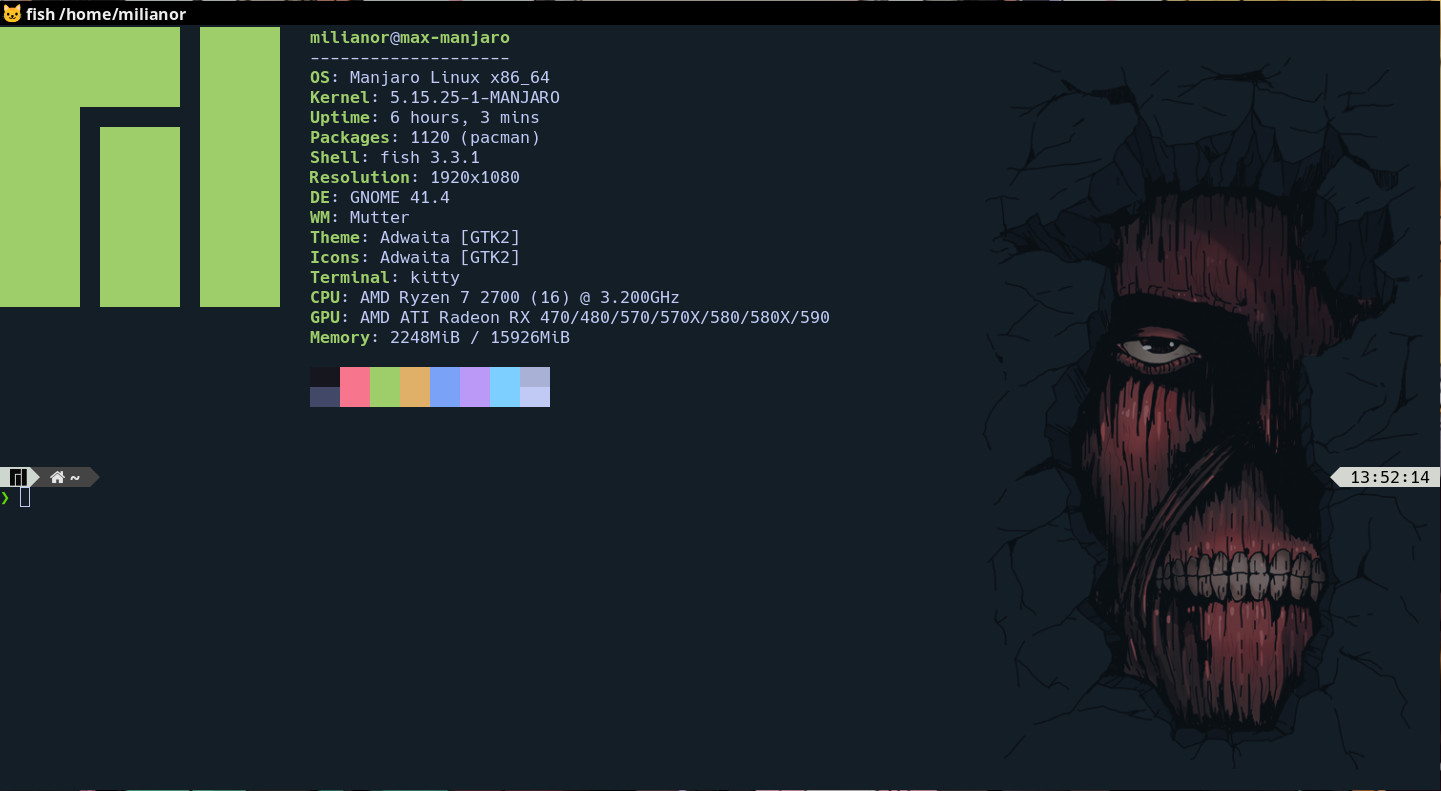 fish /home/milianor
milianor@max-manjaro
--------------------
OS: Manjaro Linux x86_64
Kernel: 5.15.25-1-MANJARO
Uptime: 6 hours, 3 mins
Packages: 1120 (pacman)
Shell: fish 3.3.1
Resolution: 1920x1080
DE: GNOME 41.4
WM: Mutter
Theme: Adwaita [GTK2]
Icons: Adwaita [GTK2]
Terminal: kitty
CPU: AMD Ryzen 7 2700 (16) @ 3.200GHz
GPU: AMD ATI Radeon RX 470/480/570/570X/580/580X/590
Memory: 2248MiB / 15926MiB
~ 13:52:14
❯